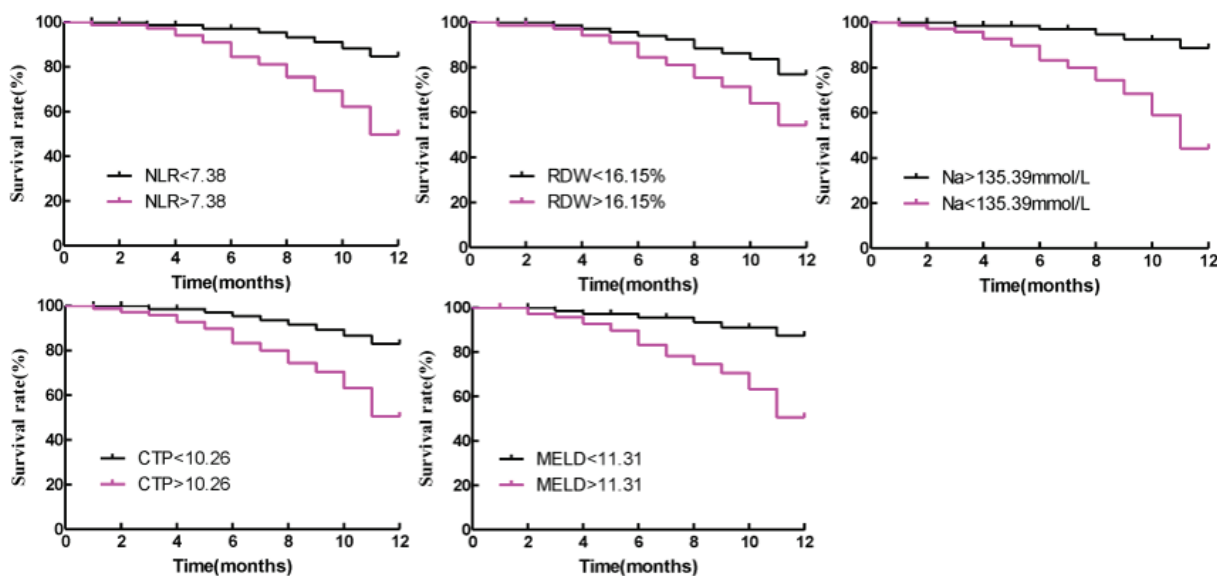 Survival rate(%)
100
80
60
40
20
0
NLR<7.38
NLR>7.38
0 2 4 6 8 10 12
Time(months)
Survival rate(%)
100
80
60
40
20
0
RDW<16.15%
RDW>16.15%
0 2 4 6 8 10 12
Time(months)
Survival rate(%)
100
80
60
40
20
0
Na>135.39mmol/L
Na<135.39mmol/L
0 2 4 6 8 10 12
Time(months)
Survival rate(%)
100
80
60
40
20
0
CTP<10.26
CTP>10.26
0 2 4 6 8 10 12
Time(months)
Survival rate(%)
100
80
60
40
20
0
MELD<11.31
MELD>11.31
0 2 4 6 8 10 12
Time(months)